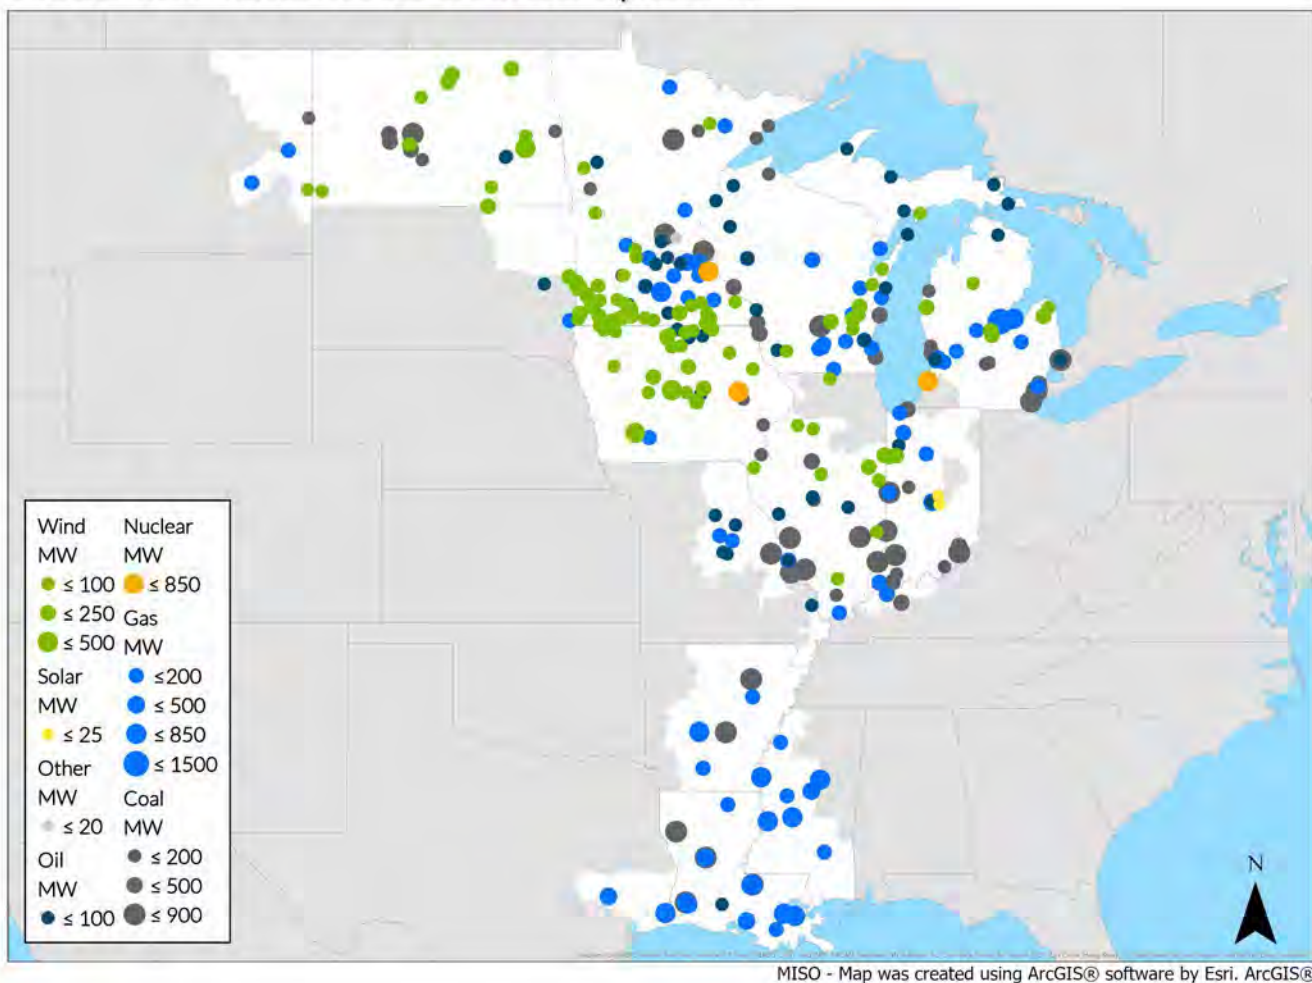 Wind
MW
≤ 100
≤ 250
≤ 500
Solar
MW
≤ 25
Other
MW
≤ 20
Oil
MW
≤ 100
Nuclear
MW
≤ 850
Gas
MW
≤200
≤ 500
≤ 850
≤ 1500
Coal
MW
≤ 200
≤ 500
≤ 900
N
MISO - Map was created using ArcGIS® software by Esri. ArcGIS®